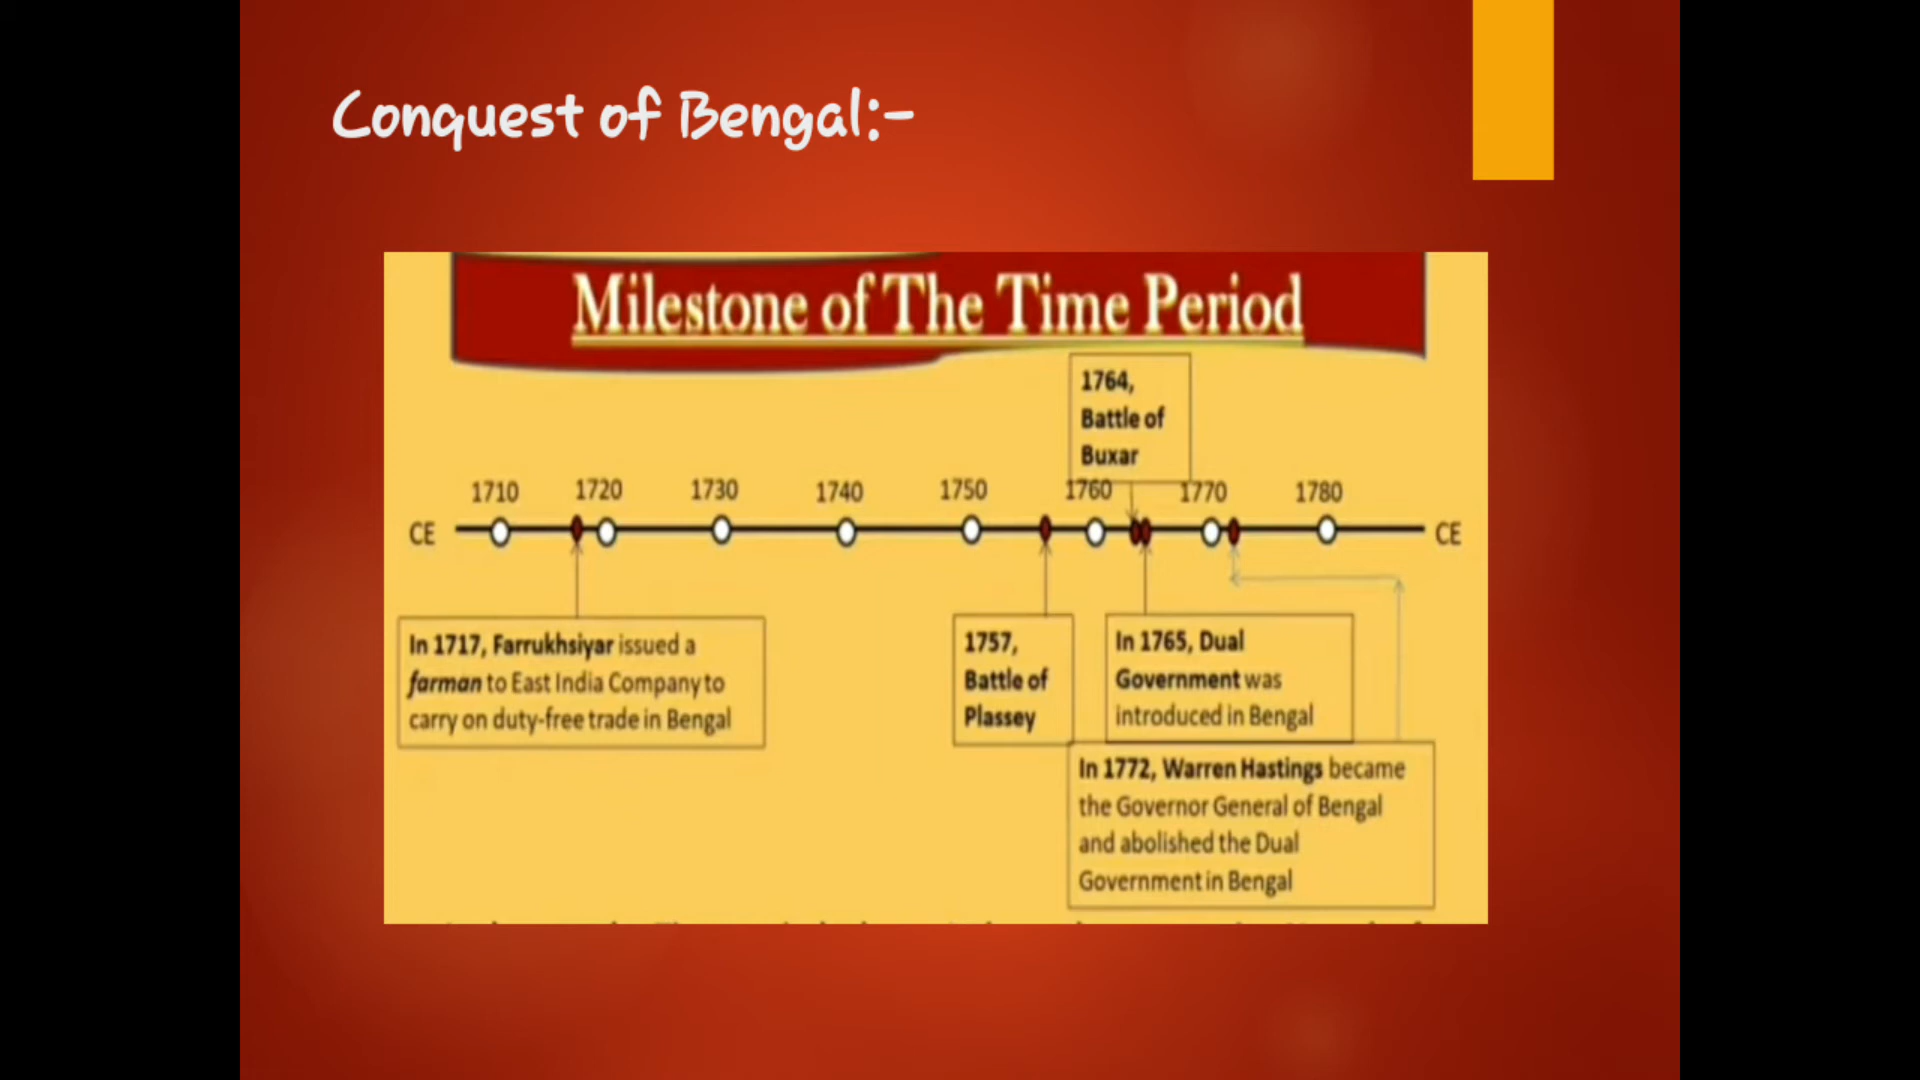 Conquest of Bengal:-
Milestone of The Time Period
1764,
Battle of
Buxar
1710 1720 1730 1740 1750 1760 1770 1780
CE CE
In 1717, Farrukhsiyar issued a
farman to East India Company to
carry on duty-free trade in Bengal
1757,
Battle of
Plassey
In 1765, Dual
Government was
introduced in Bengal
In 1772, Warren Hastings became
the Governor General of Bengal
and abolished the Dual
Government in Bengal